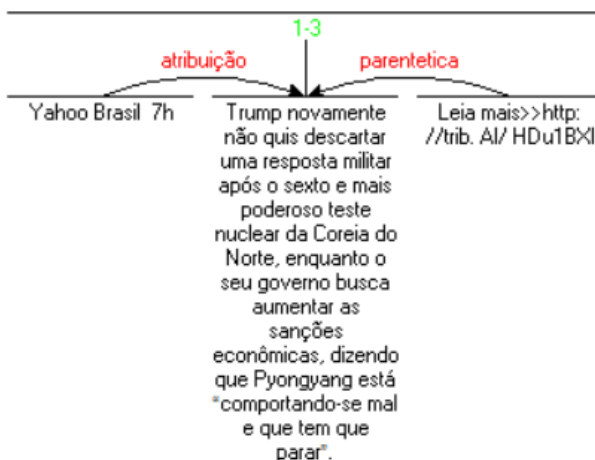 1-3
atribuição
parentetica
Yahoo Brasil 7h
Trump novamente
não quis descartar
uma resposta militar
após o sexto e mais
poderoso teste
nuclear da Coreia do
Norte, enquanto o
seu governo busca
aumentar as
sanções
econômicas, dizendo
que Pyongyang está
"comportando-se mal
e que tem que
parar".
Leia mais>>http:
//trib. Al/ HDu1BXl